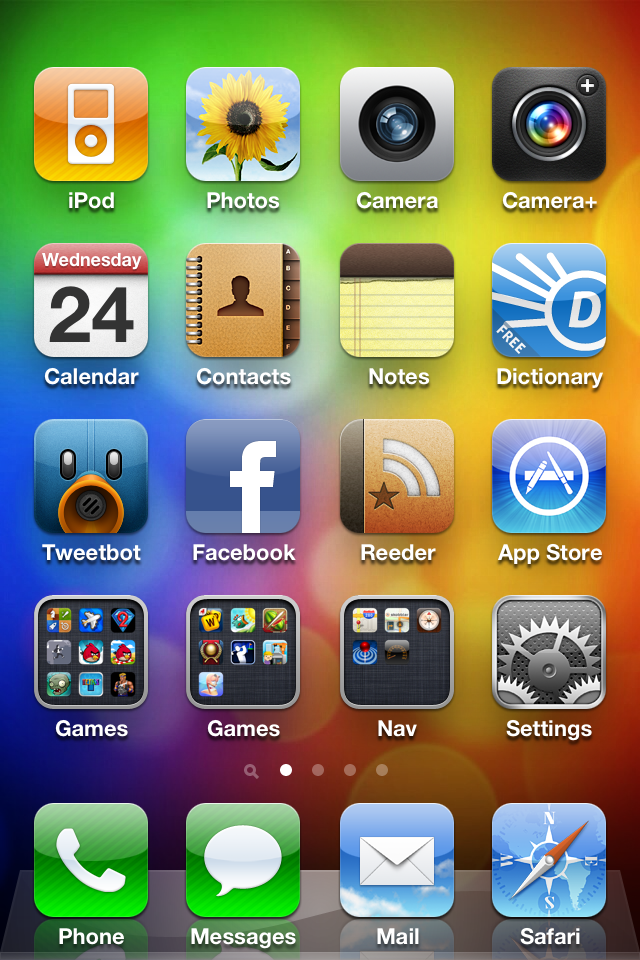 iPod
Photos
Camera
Camera+
Wednesday
24
Calendar
A
B
C
D
E
F
Contacts
Notes
D
FREE
Dictionary
Tweetbot
f
Facebook
Reeder
App Store
Games
W
Games
Nav
Settings
Phone
Messages
Mail
N
W
E
S
Safari